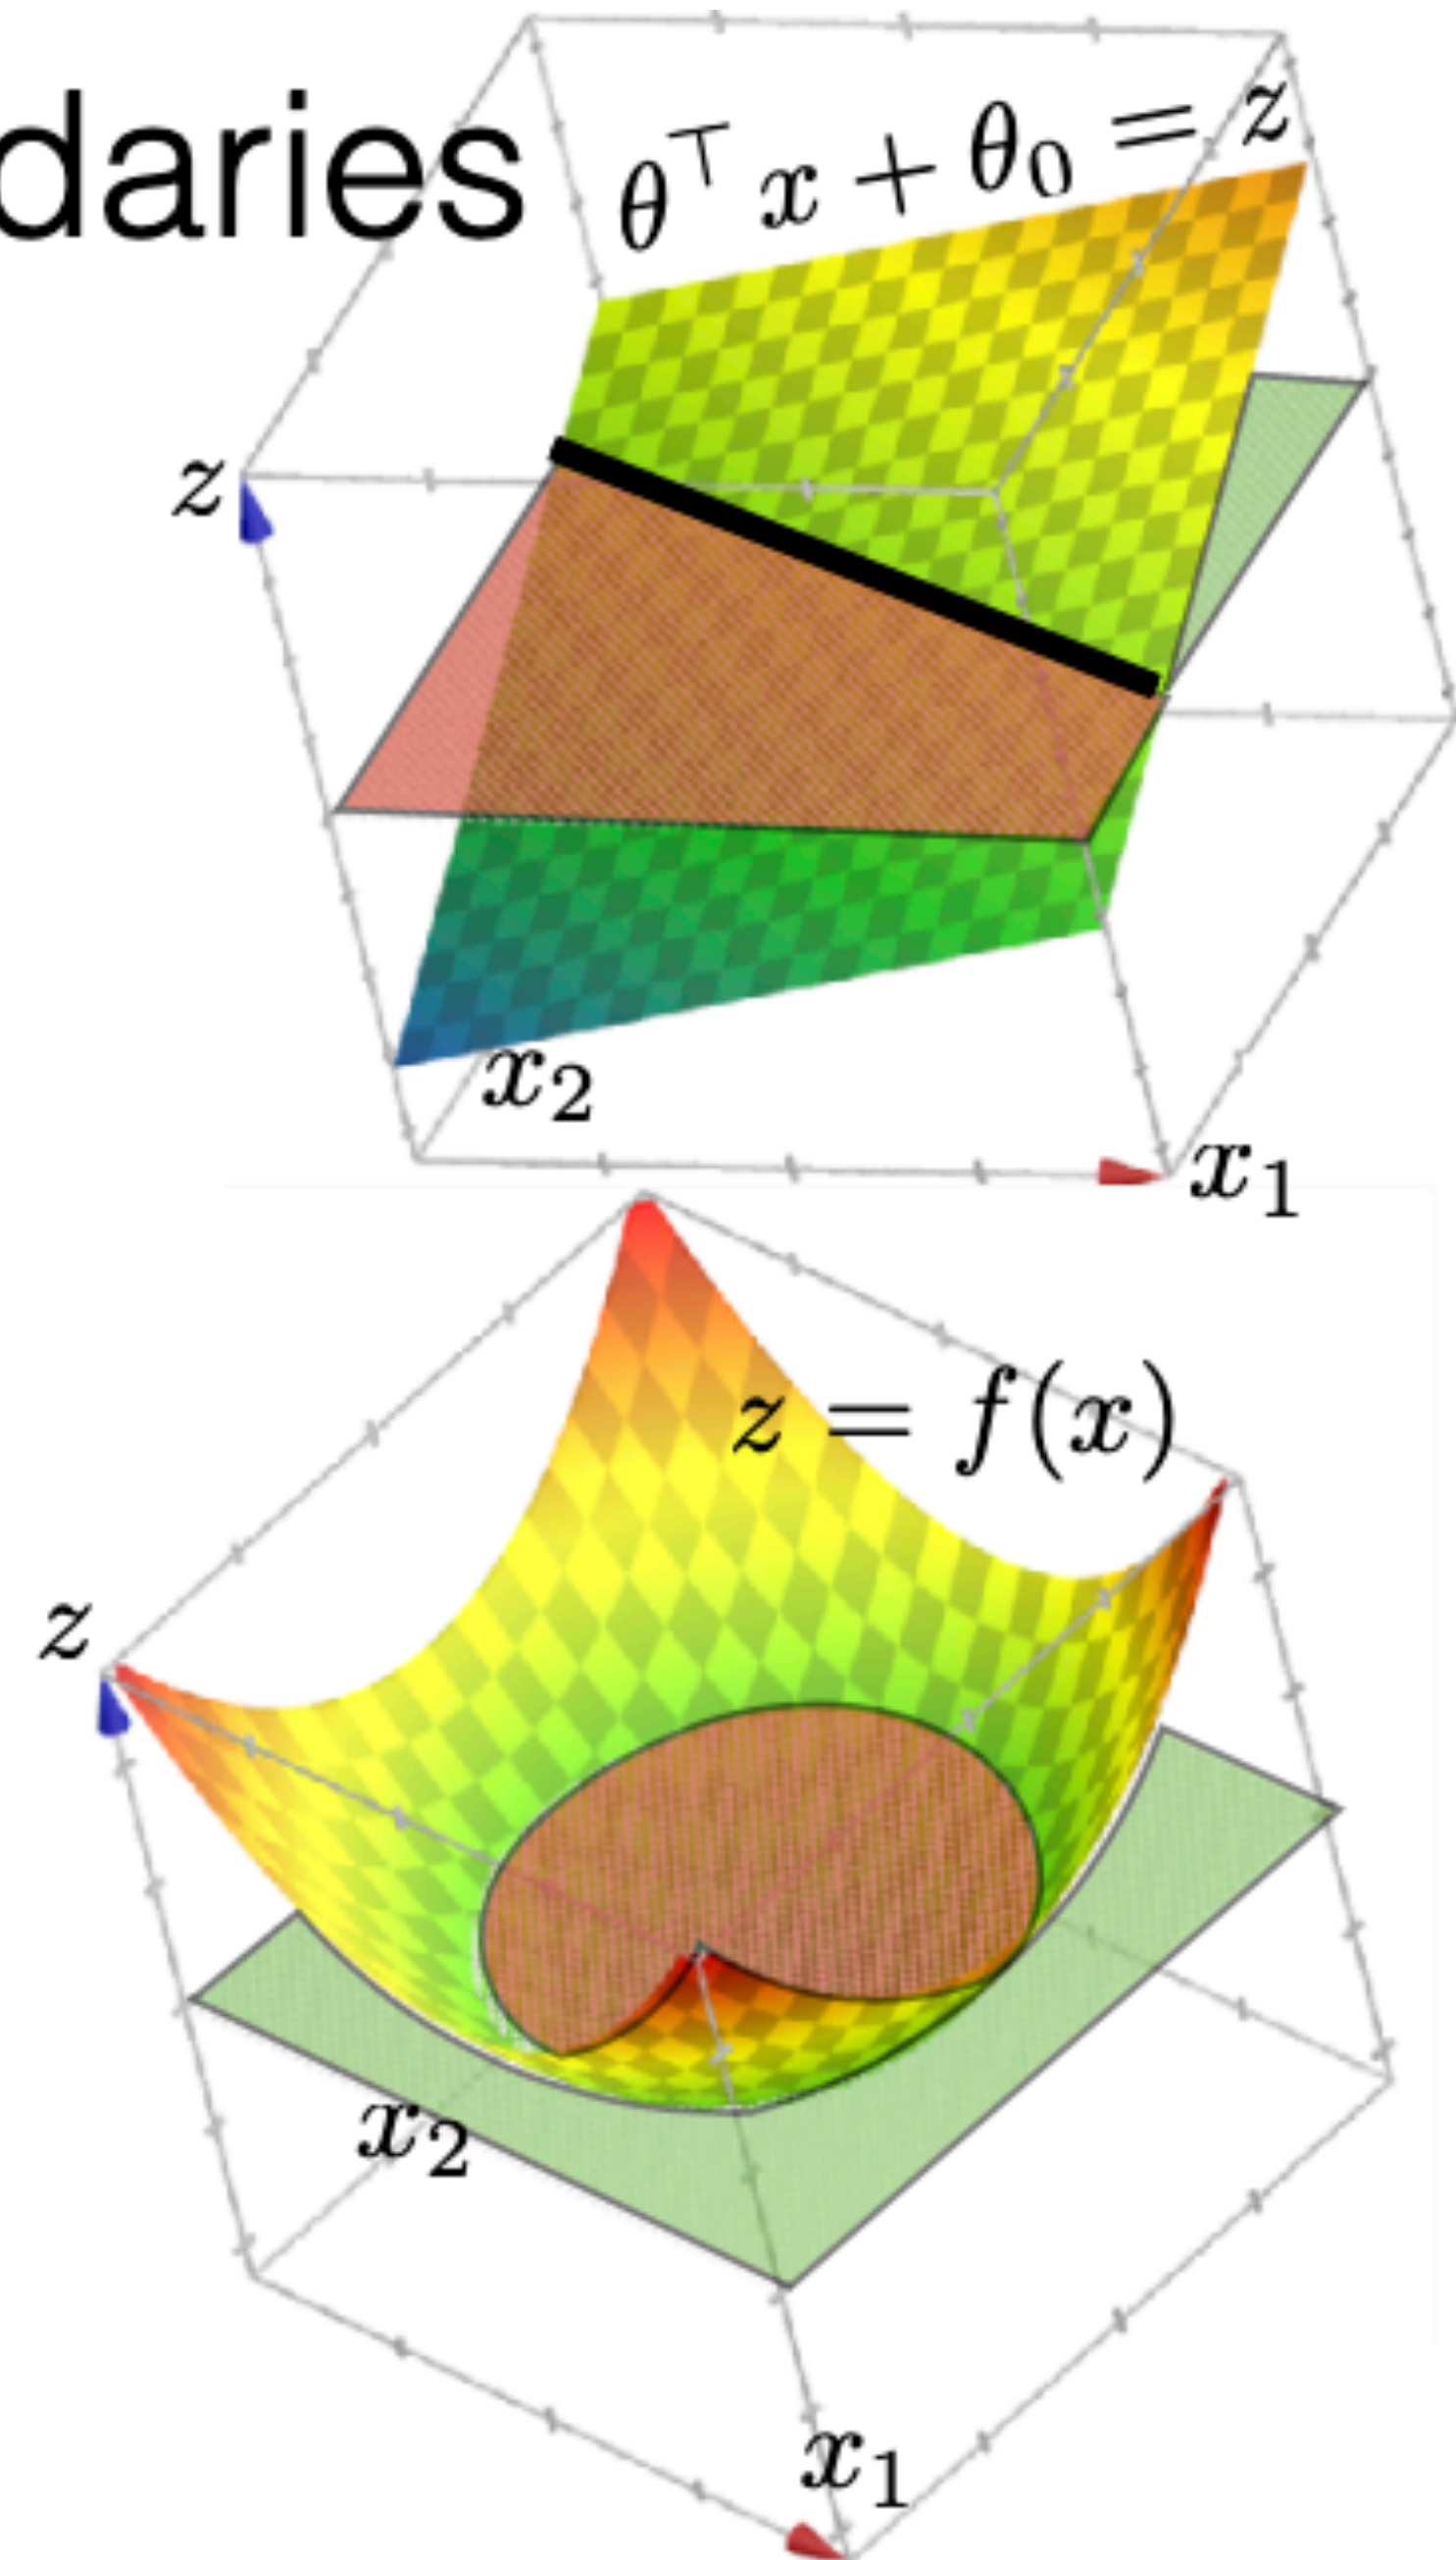 daries
θ⊤x + θ0 = z
z
x2
x1
z = f(x)
z
x2
x1